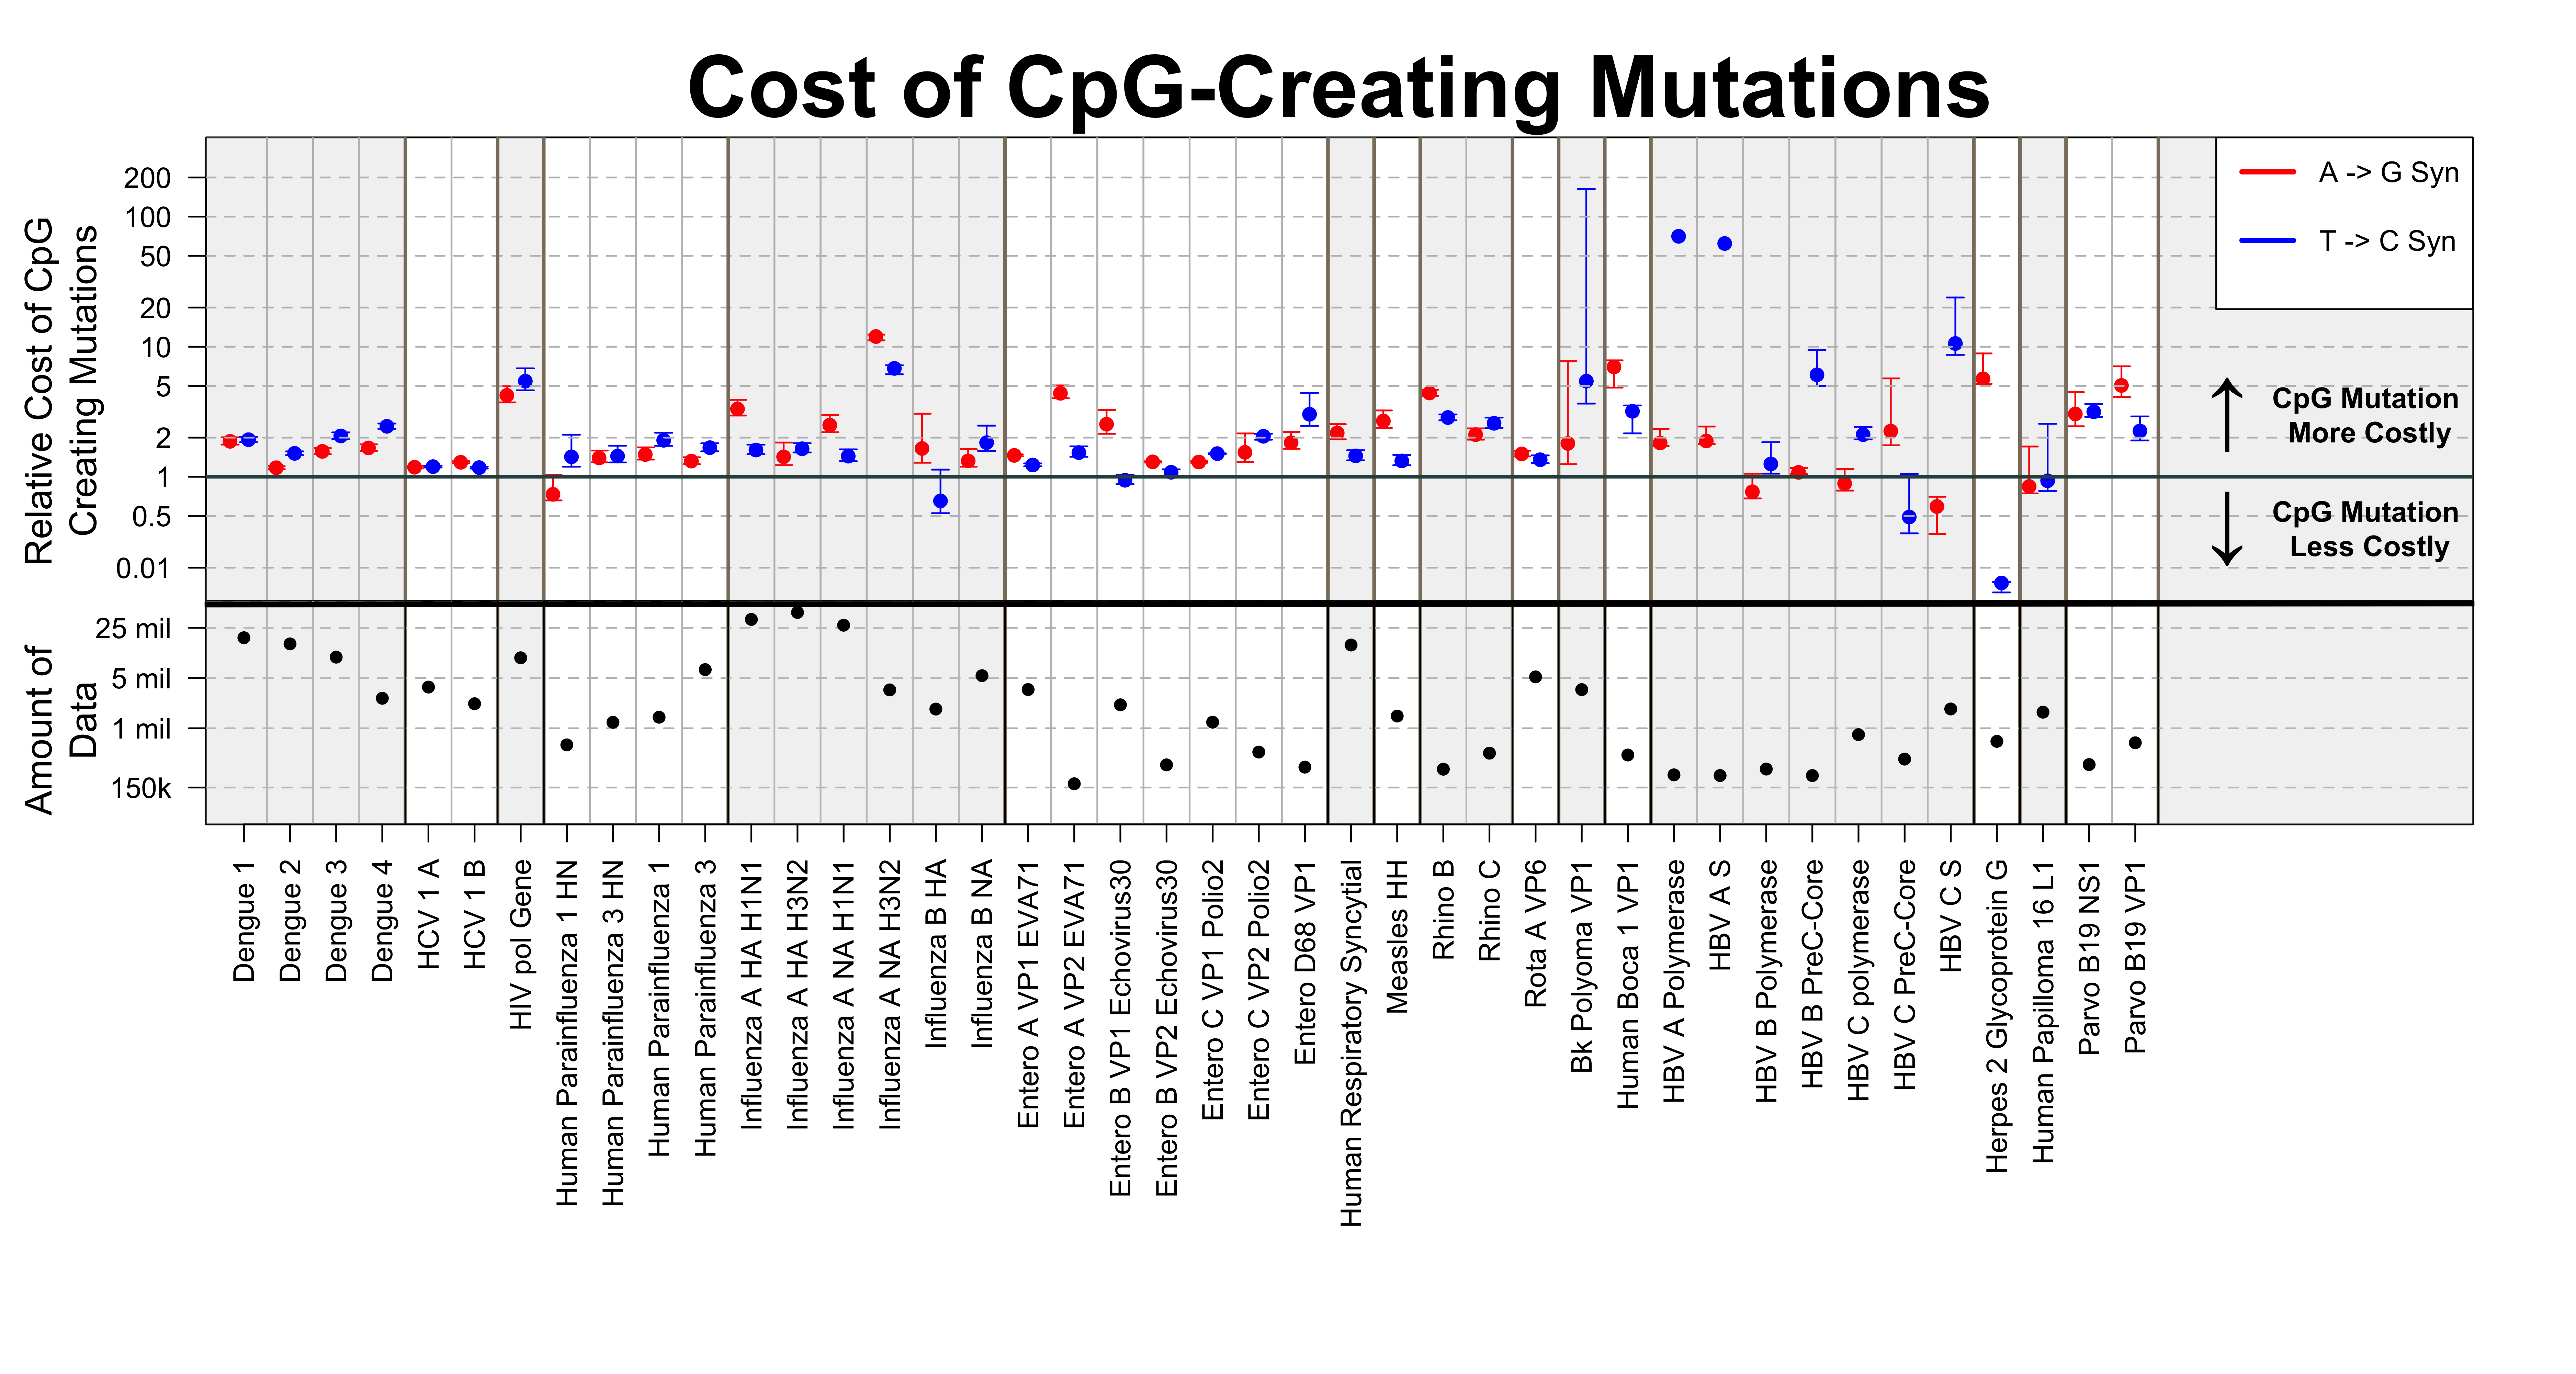 Cost of CpG-Creating Mutations
Relative Cost of CpG
Creating Mutations
200
100
50
20
10
5
2
1
0.5
0.01
A -> G Syn
T -> C Syn
CpG Mutation
More Costly
CpG Mutation
Less Costly
Amount of
Data
25 mil
5 mil
1 mil
150k
Dengue 1
Dengue 2
Dengue 3
Dengue 4
HCV 1 A
HCV 1 B
HIV pol Gene
Human Parainfluenza 1 HN
Human Parainfluenza 3 HN
Human Parainfluenza 1
Human Parainfluenza 3
Influenza A HA H1N1
Influenza A HA H3N2
Influenza A NA H1N1
Influenza A NA H3N2
Influenza B HA
Influenza B NA
Entero A VP1 EVA71
Entero A VP2 EVA71
Entero B VP1 Echovirus30
Entero B VP2 Echovirus30
Entero C VP1 Polio2
Entero C VP2 Polio2
Entero D68 VP1
Human Respiratory Syncytial
Measles HH
Rhino B
Rhino C
Rota A VP6
Bk Polyoma VP1
Human Boca 1 VP1
HBV A Polymerase
HBV A S
HBV B Polymerase
HBV B PreC-Core
HBV C polymerase
HBV C PreC-Core
HBV C S
Herpes 2 Glycoprotein G
Human Papilloma 16 L1
Parvo B19 NS1
Parvo B19 VP1